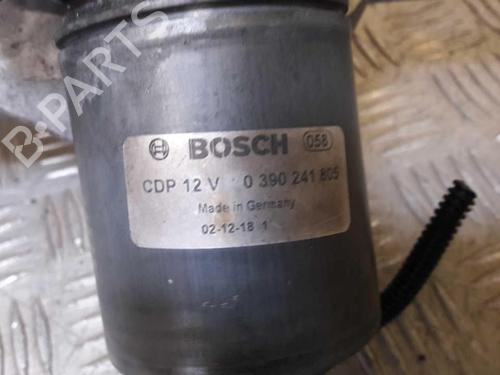 B-PARTS
BOSCH 058
CDP 12 V 0 390 241 805
Made in Germany
02-12-18 1